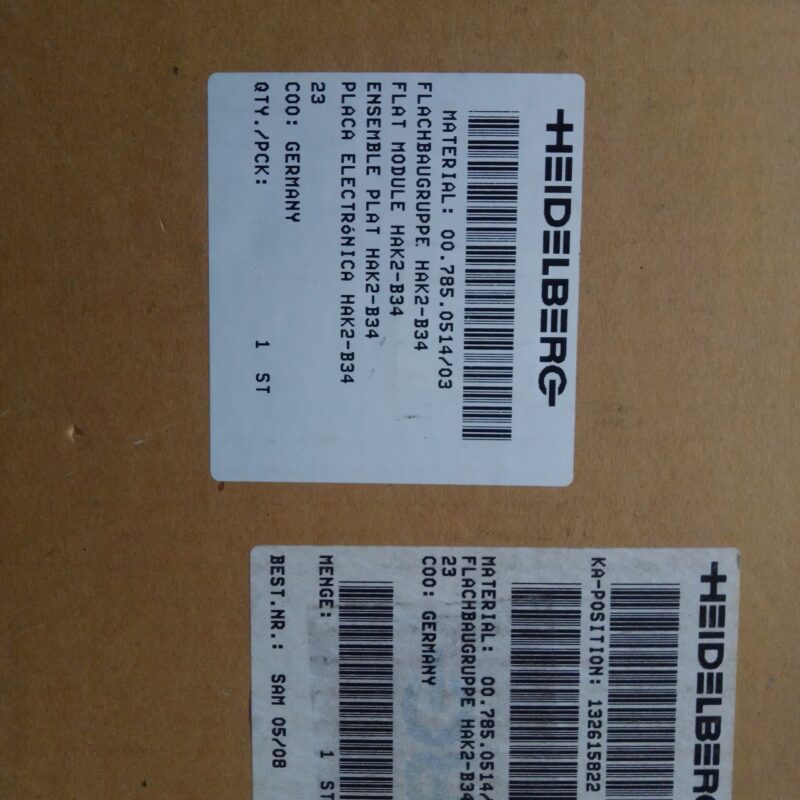 HEIDELBERG
MATERIAL: 00.785.0514/03
FLACHBAUGRUPPE HAK2-B34
FLAT MODULE HAK2-B34
ENSEMBLE PLAT HAK2-B34
PLACA ELECTRóNICA HAK2-B34
23
COO: GERMANY
QTY./PCK: 1 ST
HEIDELBERG
KA-POSITION: 132615822
MATERIAL: 00.785.0514/
FLACHBAUGRUPPE HAK2-B34
23
COO: GERMANY
MENGE: 1 ST
BEST.NR.: SAM 05/08